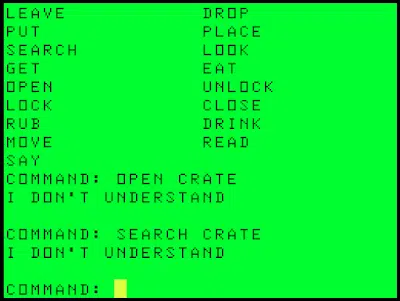 LEAVE DROP
PUT PLACE
SEARCH LOOK
GET EAT
OPEN UNLOCK
LOCK CLOSE
RUB DRINK
MOVE READ
SAY
COMMAND: OPEN CRATE
I DON'T UNDERSTAND
COMMAND: SEARCH CRATE
I DON'T UNDERSTAND
COMMAND: